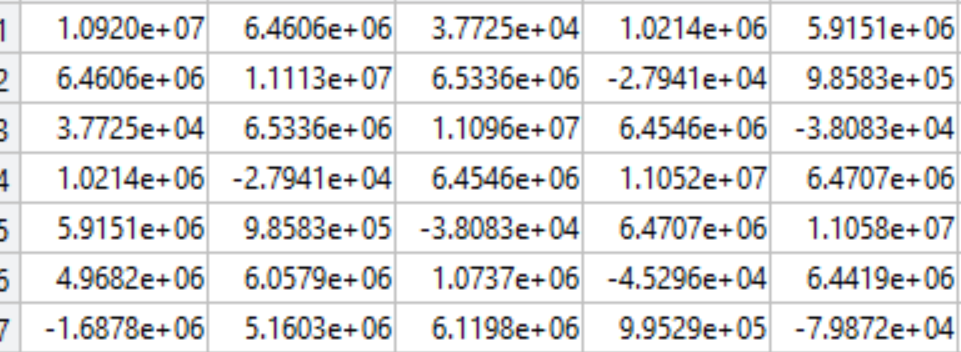 1 1.0920e+07 6.4606e+06 3.7725e+04 1.0214e+06 5.9151e+06
2 6.4606e+06 1.1113e+07 6.5336e+06 -2.7941e+04 9.8583e+05
3 3.7725e+04 6.5336e+06 1.1096e+07 6.4546e+06 -3.8083e+04
4 1.0214e+06 -2.7941e+04 6.4546e+06 1.1052e+07 6.4707e+06
5 5.9151e+06 9.8583e+05 -3.8083e+04 6.4707e+06 1.1058e+07
6 4.9682e+06 6.0579e+06 1.0737e+06 -4.5296e+04 6.4419e+06
7 -1.6878e+06 5.1603e+06 6.1198e+06 9.9529e+05 -7.9872e+04